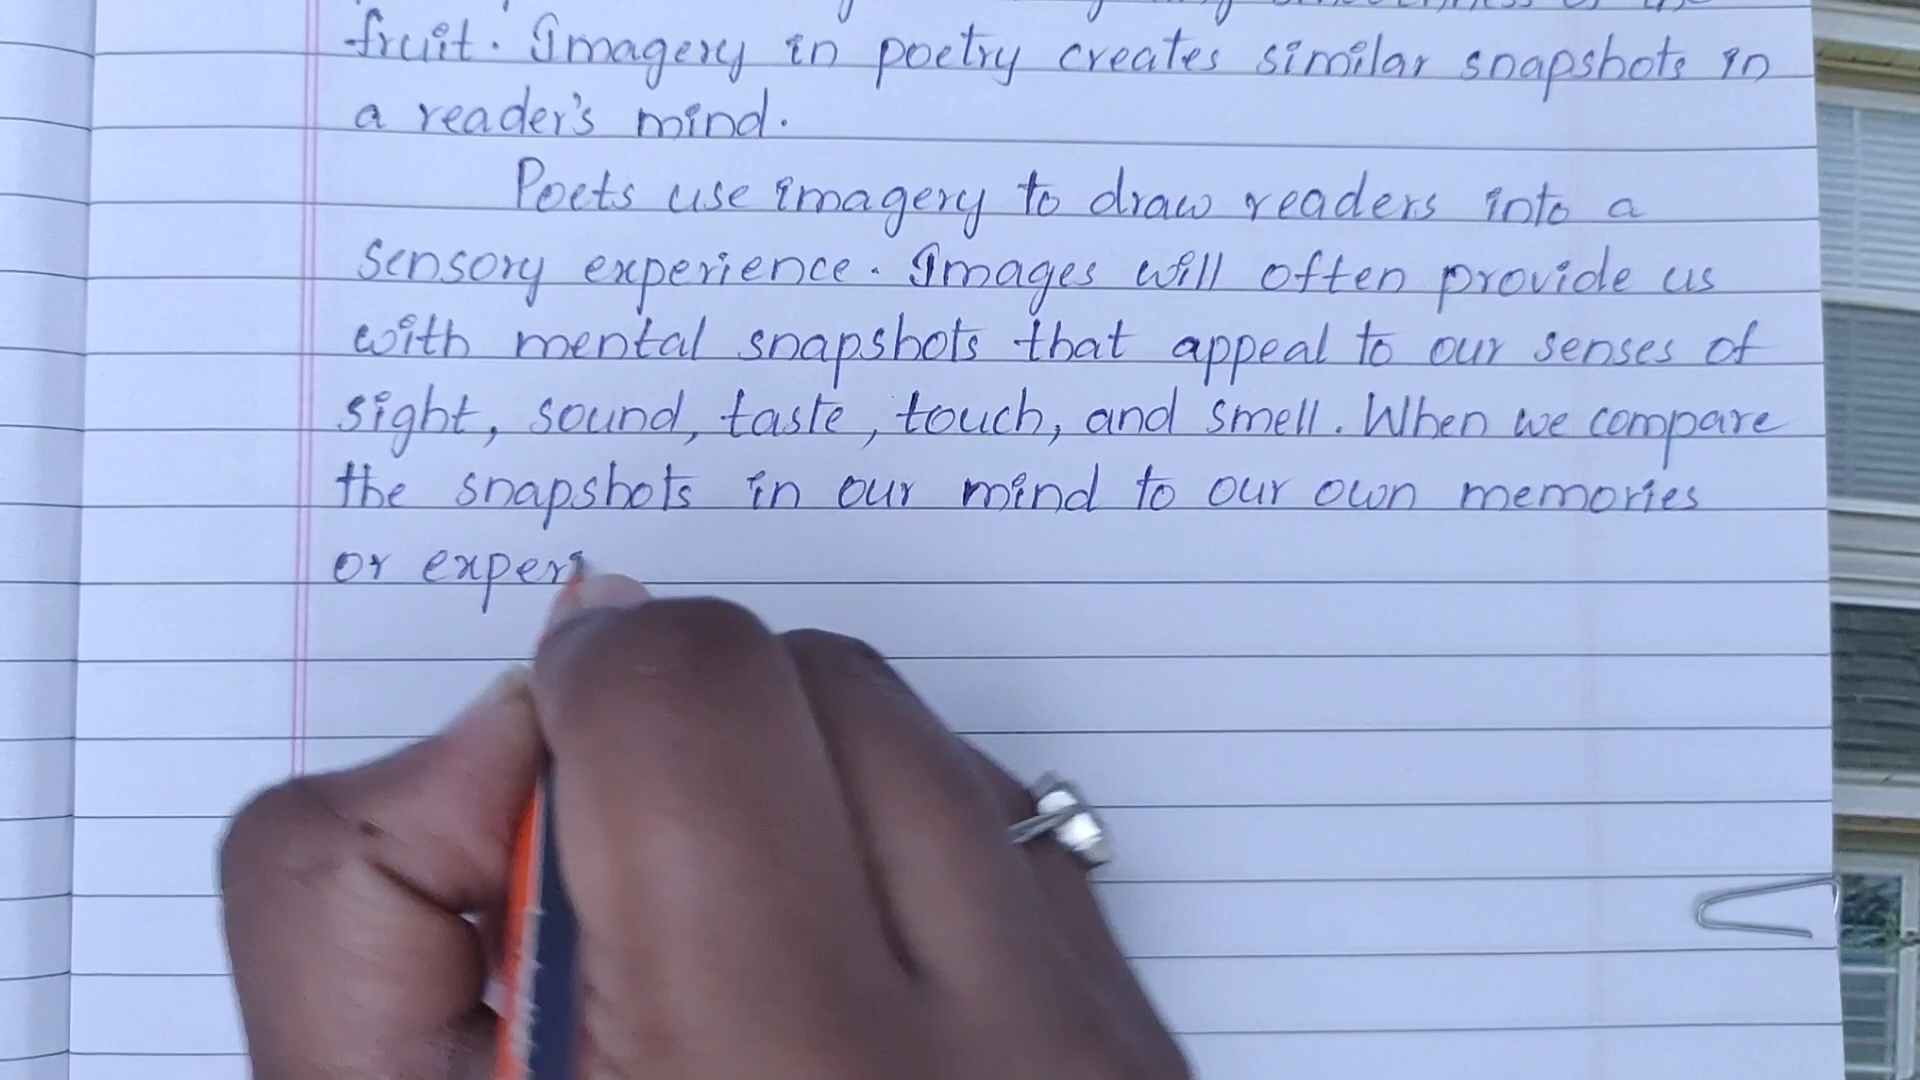 fruit. Imagery in poetry creates similar snapshots in
a reader's mind.
Poets use imagery to draw readers into a
sensory experience. Images will often provide us
with mental snapshots that appeal to our senses of
sight, sound, taste, touch, and smell. When we compare
the snapshots in our mind to our own memories
or experi